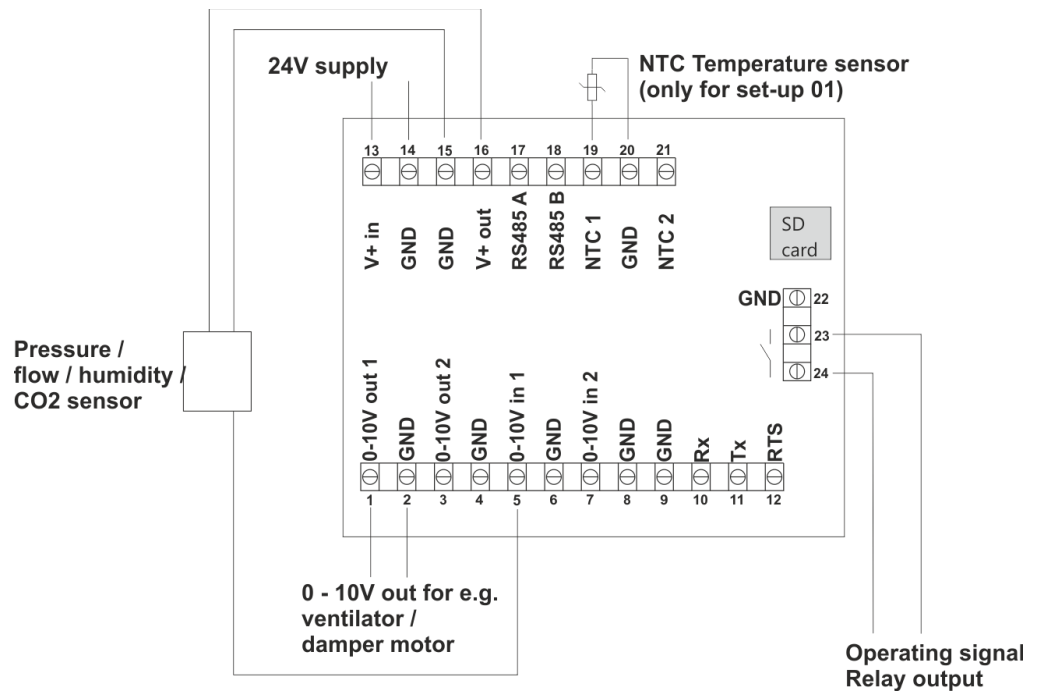 24V supply
NTC Temperature sensor
(only for set-up 01)
13 14 15 16 17 18 19 20 21
V+ in
GND
GND
V+ out
RS485 A
RS485 B
NTC 1
GND
NTC 2
SD
card
GND 22
23
24
Pressure /
flow / humidity /
CO2 sensor
0-10V out 1
GND
0-10V out 2
GND
0-10V in 1
GND
0-10V in 2
GND
GND
Rx
Tx
RTS
1 2 3 4 5 6 7 8 9 10 11 12
0 - 10V out for e.g.
ventilator /
damper motor
Operating signal
Relay output